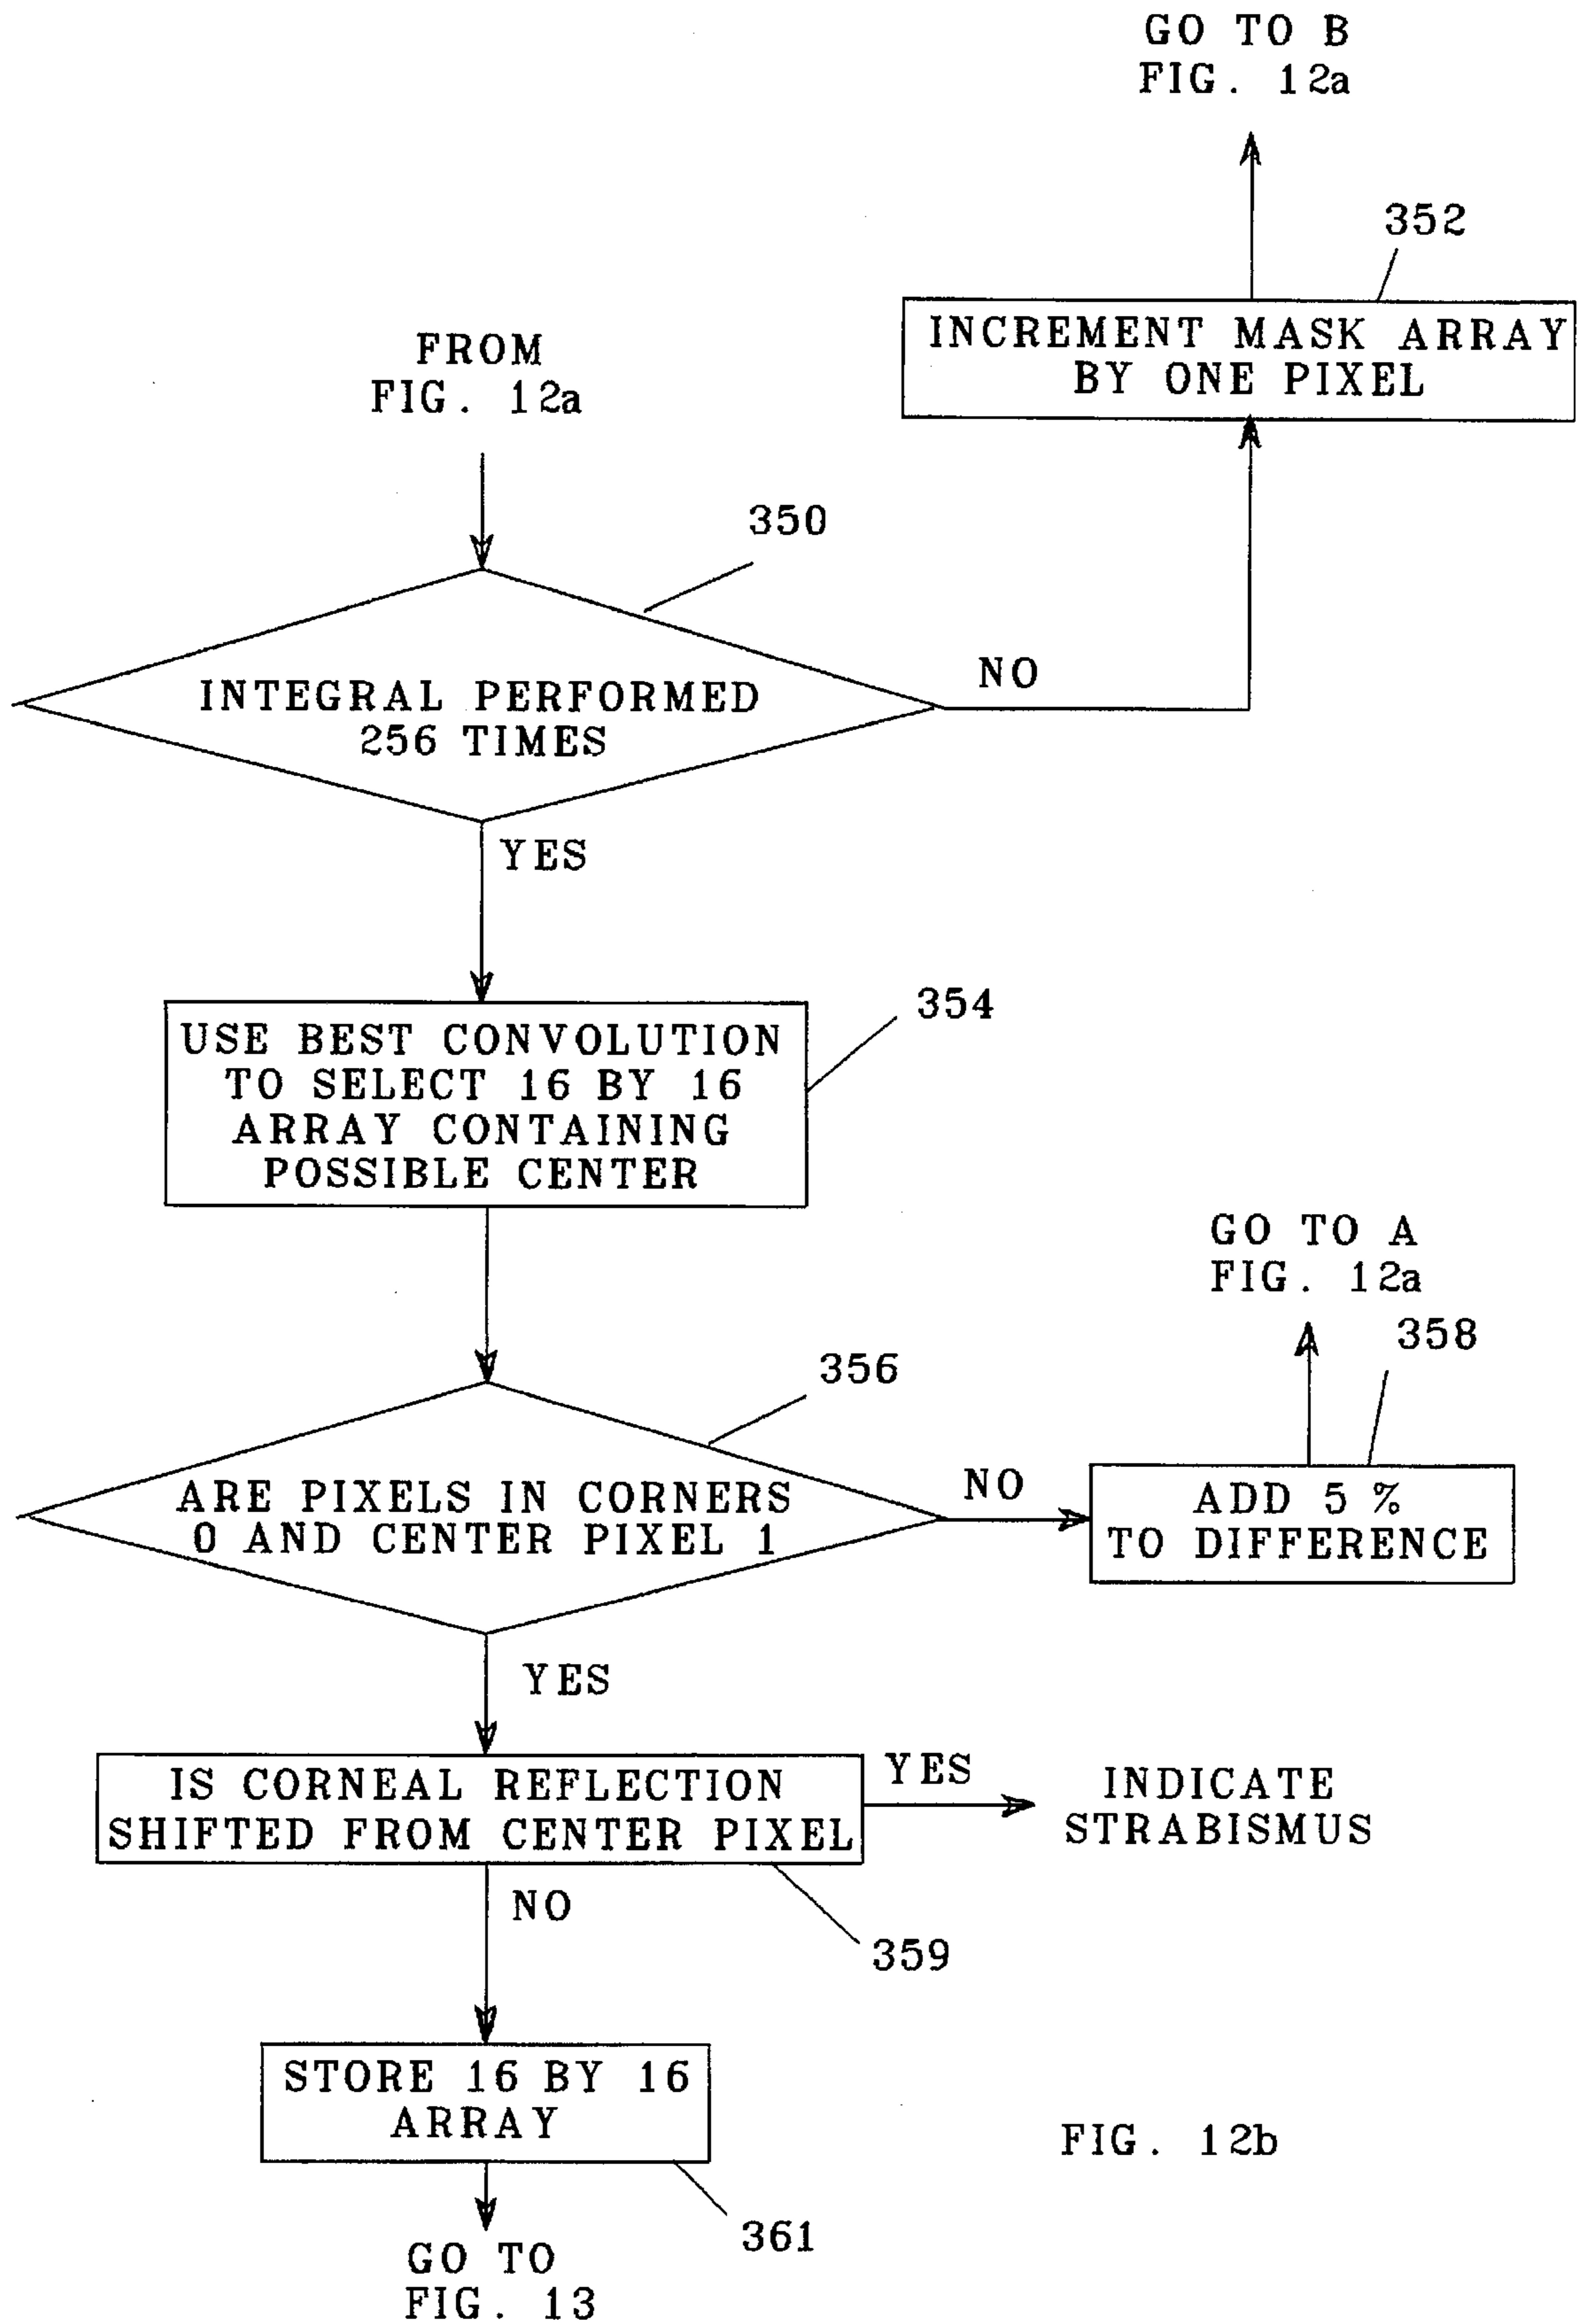 GO TO B
FIG. 12a
352
INCREMENT MASK ARRAY
BY ONE PIXEL
FROM
FIG. 12a
350
INTEGRAL PERFORMED
256 TIMES
NO
YES
354
USE BEST CONVOLUTION
TO SELECT 16 BY 16
ARRAY CONTAINING
POSSIBLE CENTER
GO TO A
FIG. 12a
358
356
ARE PIXELS IN CORNERS
0 AND CENTER PIXEL 1
NO
ADD 5 %
TO DIFFERENCE
YES
IS CORNEAL REFLECTION
SHIFTED FROM CENTER PIXEL
YES
INDICATE
STRABISMUS
NO
359
STORE 16 BY 16
ARRAY
361
GO TO
FIG. 13
FIG. 12b